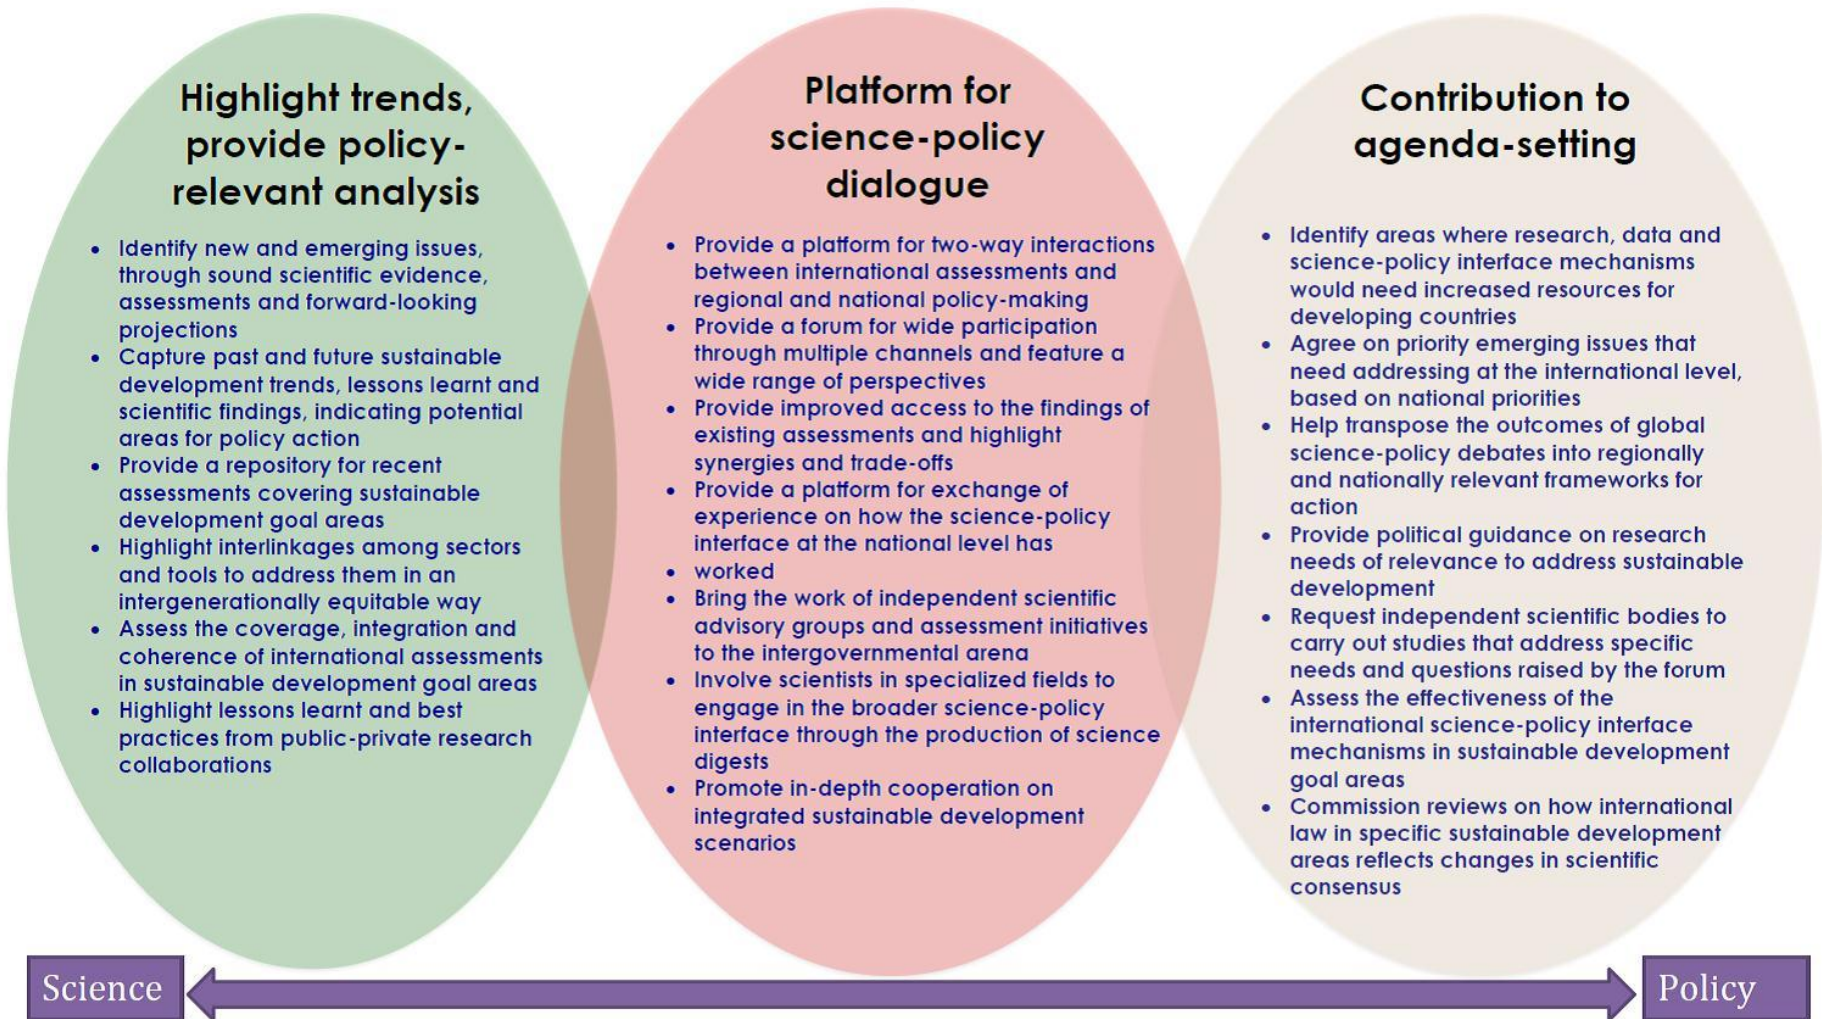 Highlight trends,
provide policy-
relevant analysis
• Identify new and emerging issues,
through sound scientific evidence,
assessments and forward-looking
projections
• Capture past and future sustainable
development trends, lessons learnt and
scientific findings, indicating potential
areas for policy action
• Provide a repository for recent
assessments covering sustainable
development goal areas
• Highlight interlinkages among sectors
and tools to address them in an
intergenerationally equitable way
• Assess the coverage, integration and
coherence of international assessments
in sustainable development goal areas
• Highlight lessons learnt and best
practices from public-private research
collaborations
Platform for
science-policy
dialogue
• Provide a platform for two-way interactions
between international assessments and
regional and national policy-making
• Provide a forum for wide participation
through multiple channels and feature a
wide range of perspectives
• Provide improved access to the findings of
existing assessments and highlight
synergies and trade-offs
• Provide a platform for exchange of
experience on how the science-policy
interface at the national level has
• worked
• Bring the work of independent scientific
advisory groups and assessment initiatives
to the intergovernmental arena
• Involve scientists in specialized fields to
engage in the broader science-policy
interface through the production of science
digests
• Promote in-depth cooperation on
integrated sustainable development
scenarios
Contribution to
agenda-setting
• Identify areas where research, data and
science-policy interface mechanisms
would need increased resources for
developing countries
• Agree on priority emerging issues that
need addressing at the international level,
based on national priorities
• Help transpose the outcomes of global
science-policy debates into regionally
and nationally relevant frameworks for
action
• Provide political guidance on research
needs of relevance to address sustainable
development
• Request independent scientific bodies to
carry out studies that address specific
needs and questions raised by the forum
• Assess the effectiveness of the
international science-policy interface
mechanisms in sustainable development
goal areas
• Commission reviews on how international
law in specific sustainable development
areas reflects changes in scientific
consensus
Science
Policy